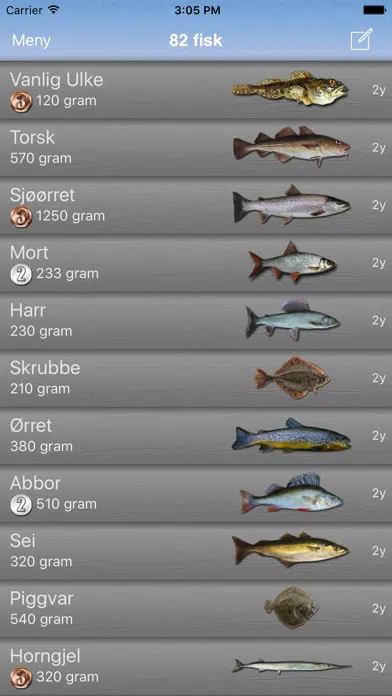 Carrier 3:05 PM
Meny 82 fisk
Vanlig Ulke
3 120 gram 2y
Torsk
570 gram 2y
Sjøørret
3 1250 gram 2y
Mort
2 233 gram 2y
Harr
230 gram 2y
Skrubbe
210 gram 2y
Ørret
380 gram 2y
Abbor
2 510 gram 2y
Sei
320 gram 2y
Piggvar
540 gram 2y
Horngjel
3 320 gram 2y